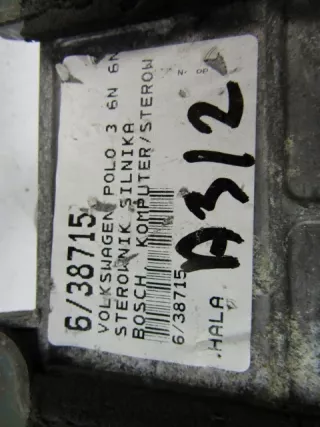 6/38715
VOLKSWAGEN POLO 3 6N 6N
STEROWNIK SILNIKA
BOSCH KOMPUTER/STEROW
6/38715
HALA
A312